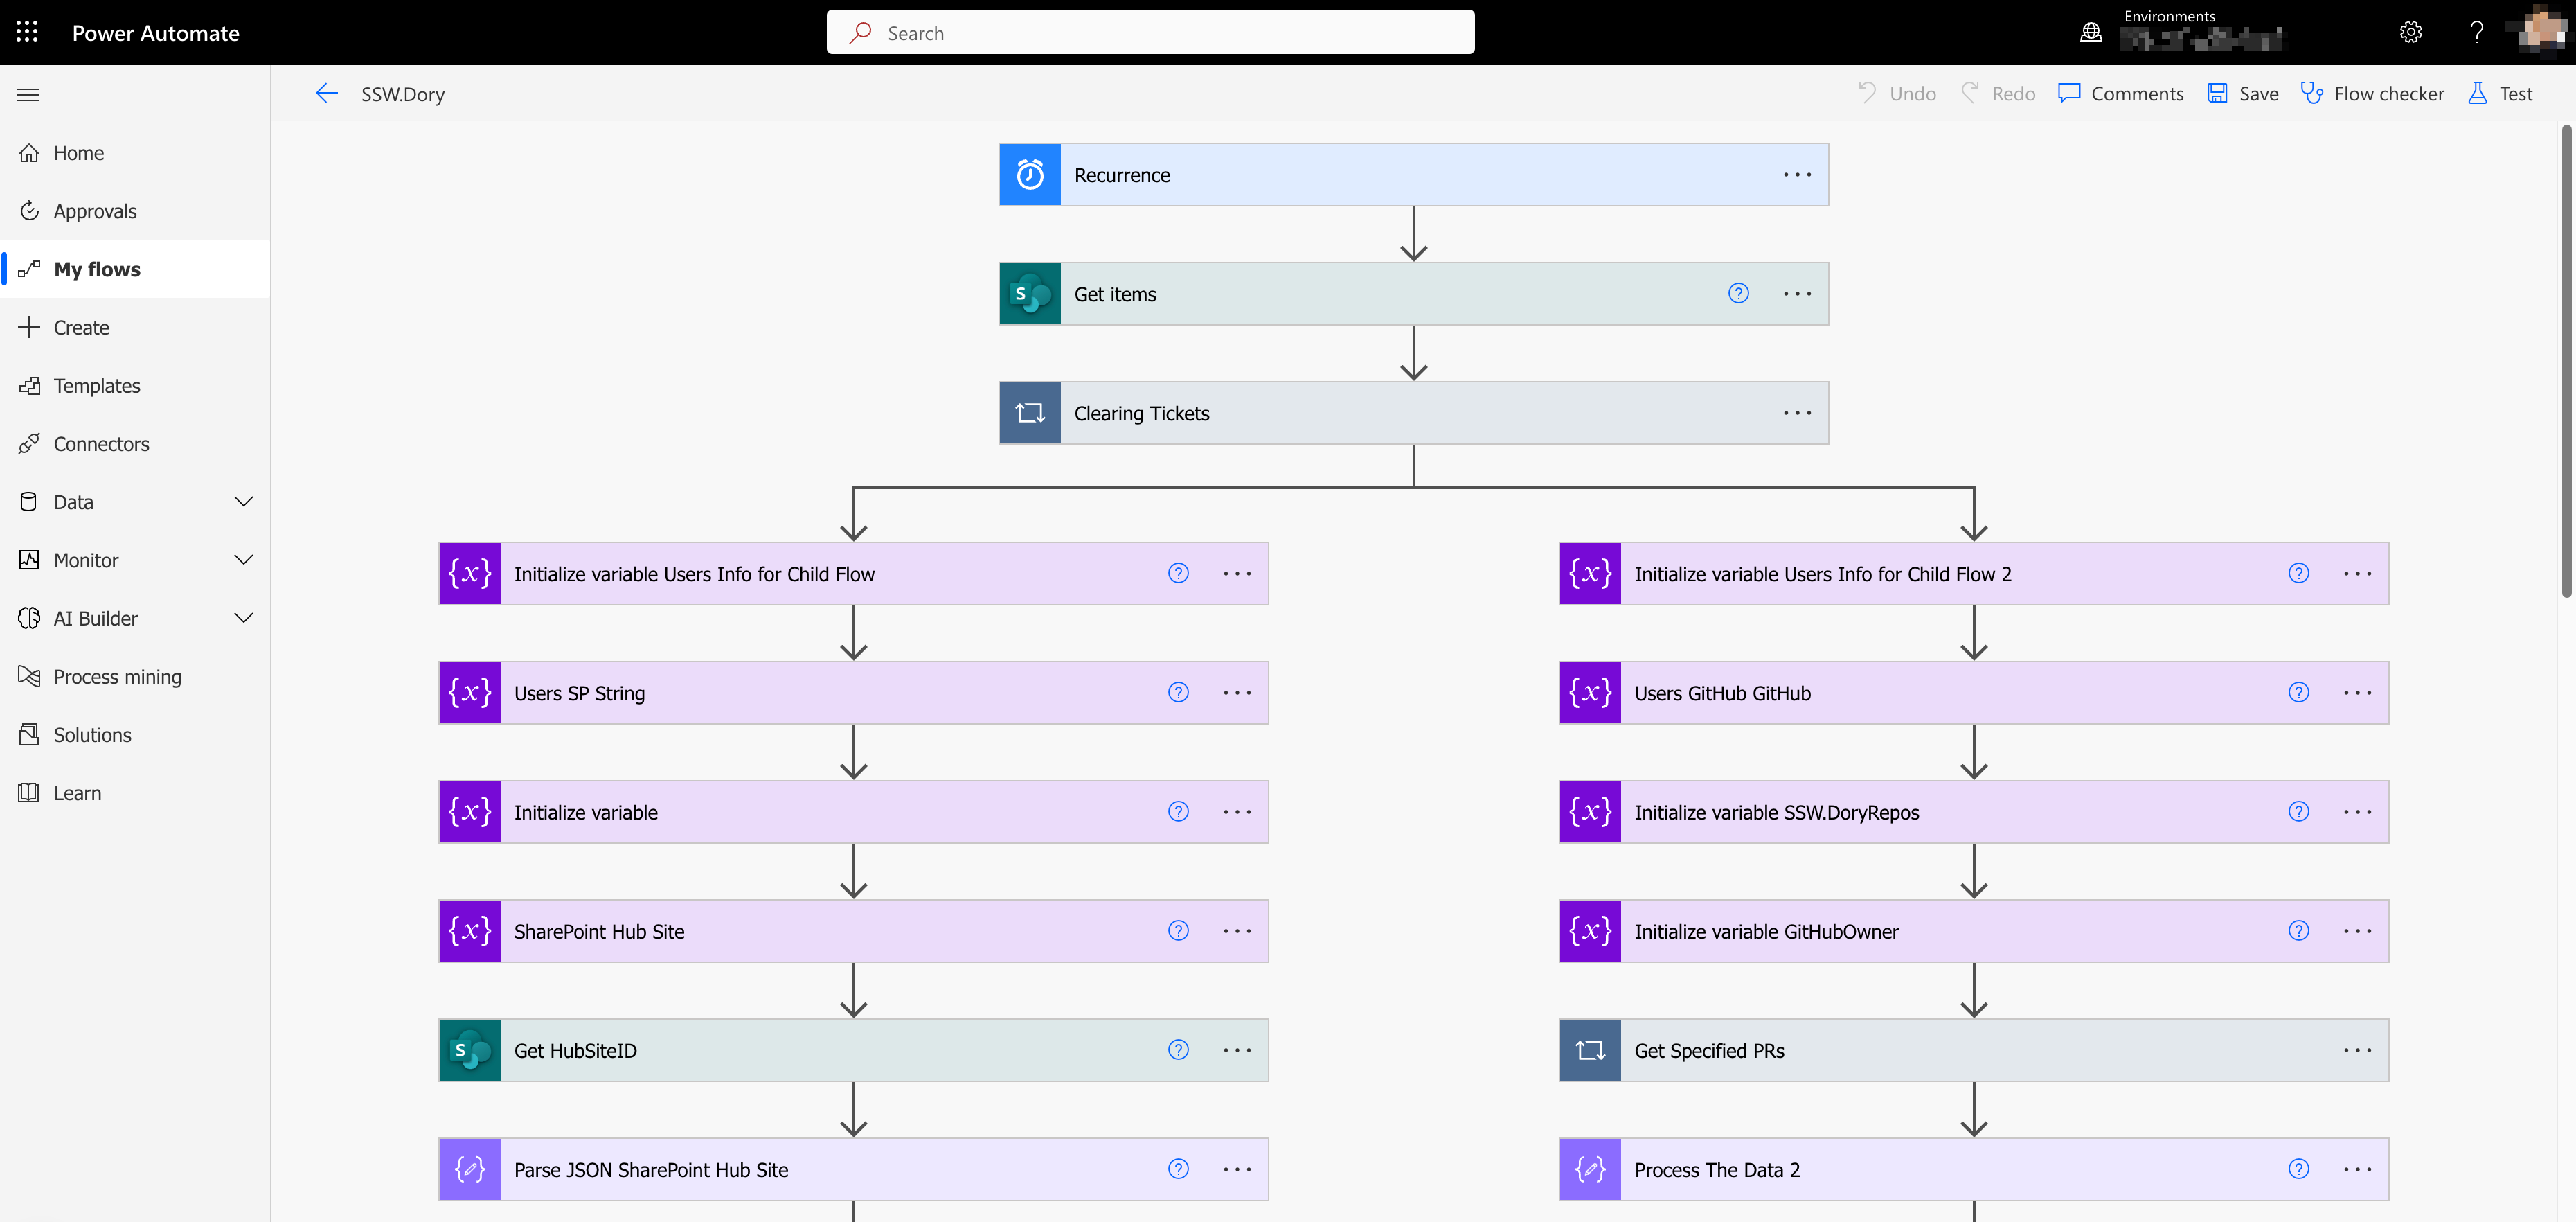 Power Automate
Search
Environments
SSW.Dory
Undo
Redo
Comments
Save
Flow checker
Test
Home
Approvals
My flows
Create
Templates
Connectors
Data
Monitor
AI Builder
Process mining
Solutions
Learn
Recurrence
Get items
Clearing Tickets
Initialize variable Users Info for Child Flow
Users SP String
Initialize variable
SharePoint Hub Site
Get HubSiteID
Parse JSON SharePoint Hub Site
Initialize variable Users Info for Child Flow 2
Users GitHub GitHub
Initialize variable SSW.DoryRepos
Initialize variable GitHubOwner
Get Specified PRs
Process The Data 2